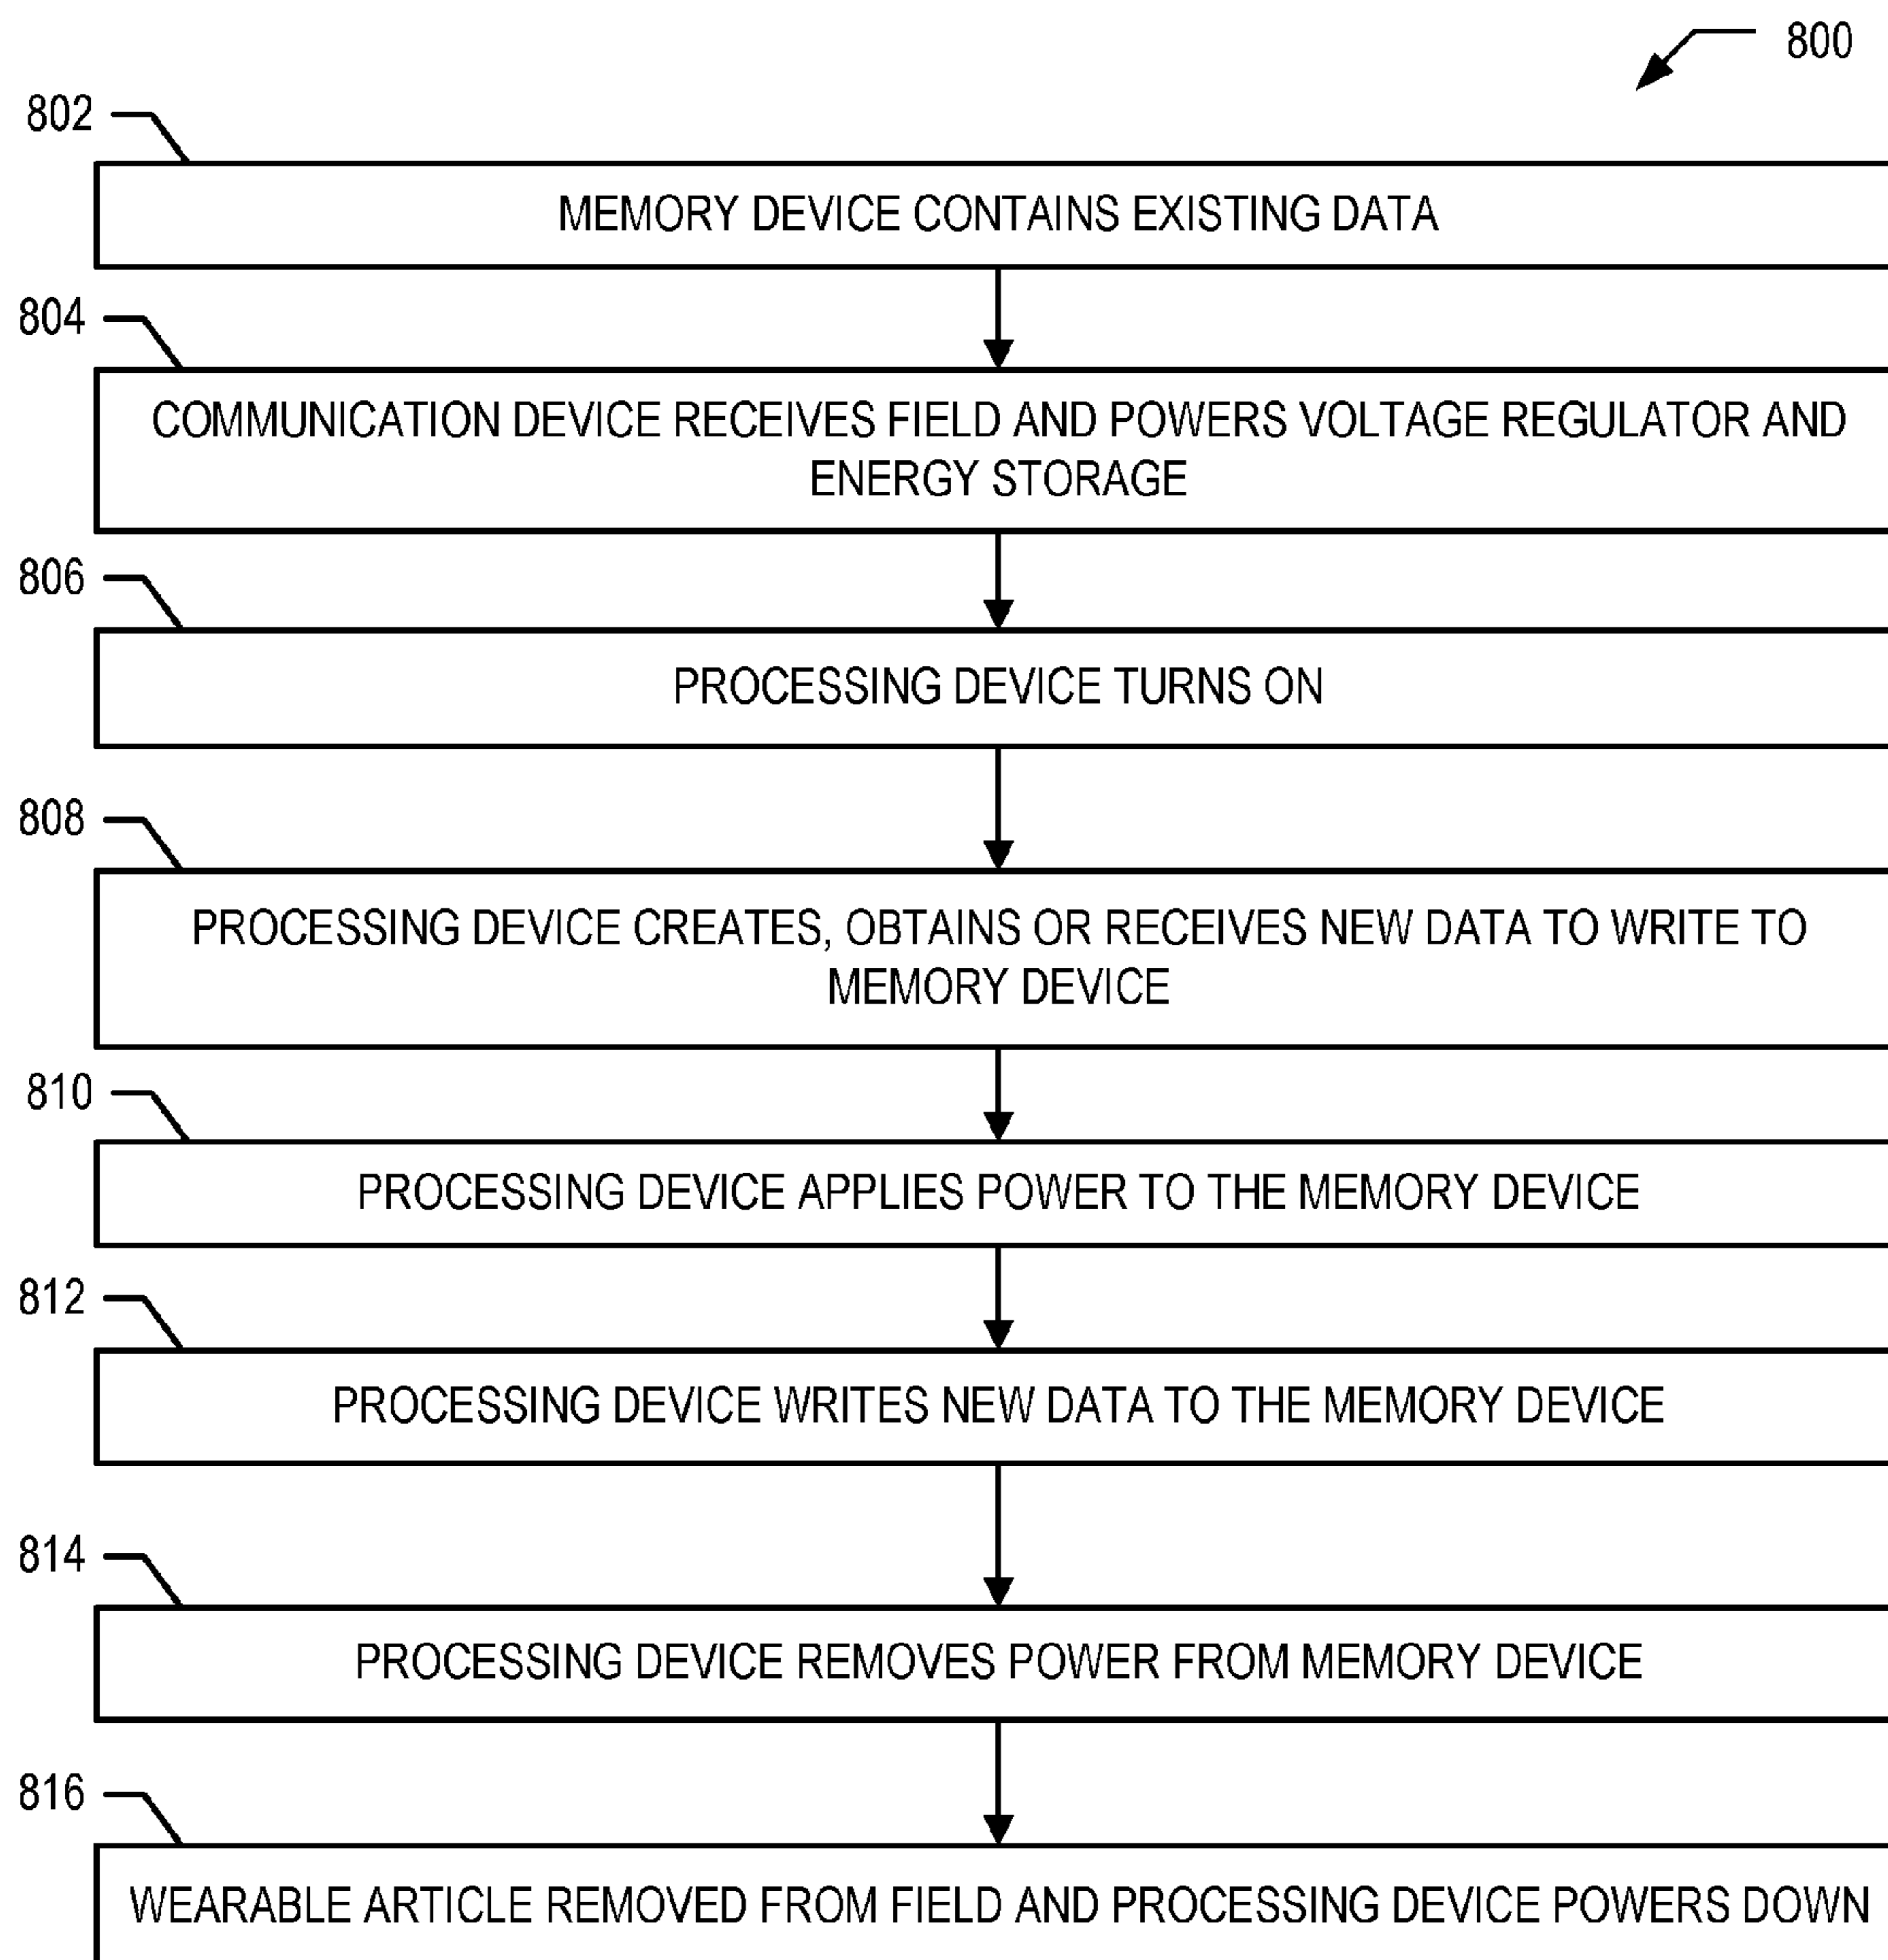 800
802
MEMORY DEVICE CONTAINS EXISTING DATA
804
COMMUNICATION DEVICE RECEIVES FIELD AND POWERS VOLTAGE REGULATOR AND
ENERGY STORAGE
806
PROCESSING DEVICE TURNS ON
808
PROCESSING DEVICE CREATES, OBTAINS OR RECEIVES NEW DATA TO WRITE TO
MEMORY DEVICE
810
PROCESSING DEVICE APPLIES POWER TO THE MEMORY DEVICE
812
PROCESSING DEVICE WRITES NEW DATA TO THE MEMORY DEVICE
814
PROCESSING DEVICE REMOVES POWER FROM MEMORY DEVICE
816
WEARABLE ARTICLE REMOVED FROM FIELD AND PROCESSING DEVICE POWERS DOWN